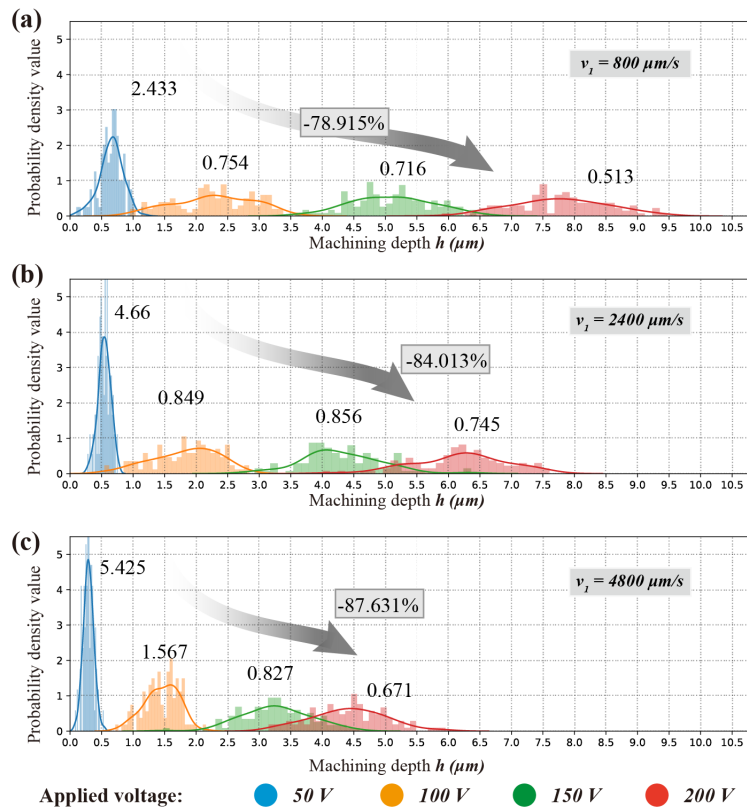 (a)
Probability density value
5
4
3
2
1
0
2.433
-78.915%
0.754
0.716
0.513
v₁ = 800 μm/s
0.0 0.5 1.0 1.5 2.0 2.5 3.0 3.5 4.0 4.5 5.0 5.5 6.0 6.5 7.0 7.5 8.0 8.5 9.0 9.5 10.0 10.5
Machining depth h (μm)
(b)
Probability density value
5
4
3
2
1
0
4.66
-84.013%
0.849
0.856
0.745
v₁ = 2400 μm/s
0.0 0.5 1.0 1.5 2.0 2.5 3.0 3.5 4.0 4.5 5.0 5.5 6.0 6.5 7.0 7.5 8.0 8.5 9.0 9.5 10.0 10.5
Machining depth h (μm)
(c)
Probability density value
5
4
3
2
1
0
5.425
-87.631%
1.567
0.827
0.671
v₁ = 4800 μm/s
0.0 0.5 1.0 1.5 2.0 2.5 3.0 3.5 4.0 4.5 5.0 5.5 6.0 6.5 7.0 7.5 8.0 8.5 9.0 9.5 10.0 10.5
Machining depth h (μm)
Applied voltage: 50 V 100 V 150 V 200 V